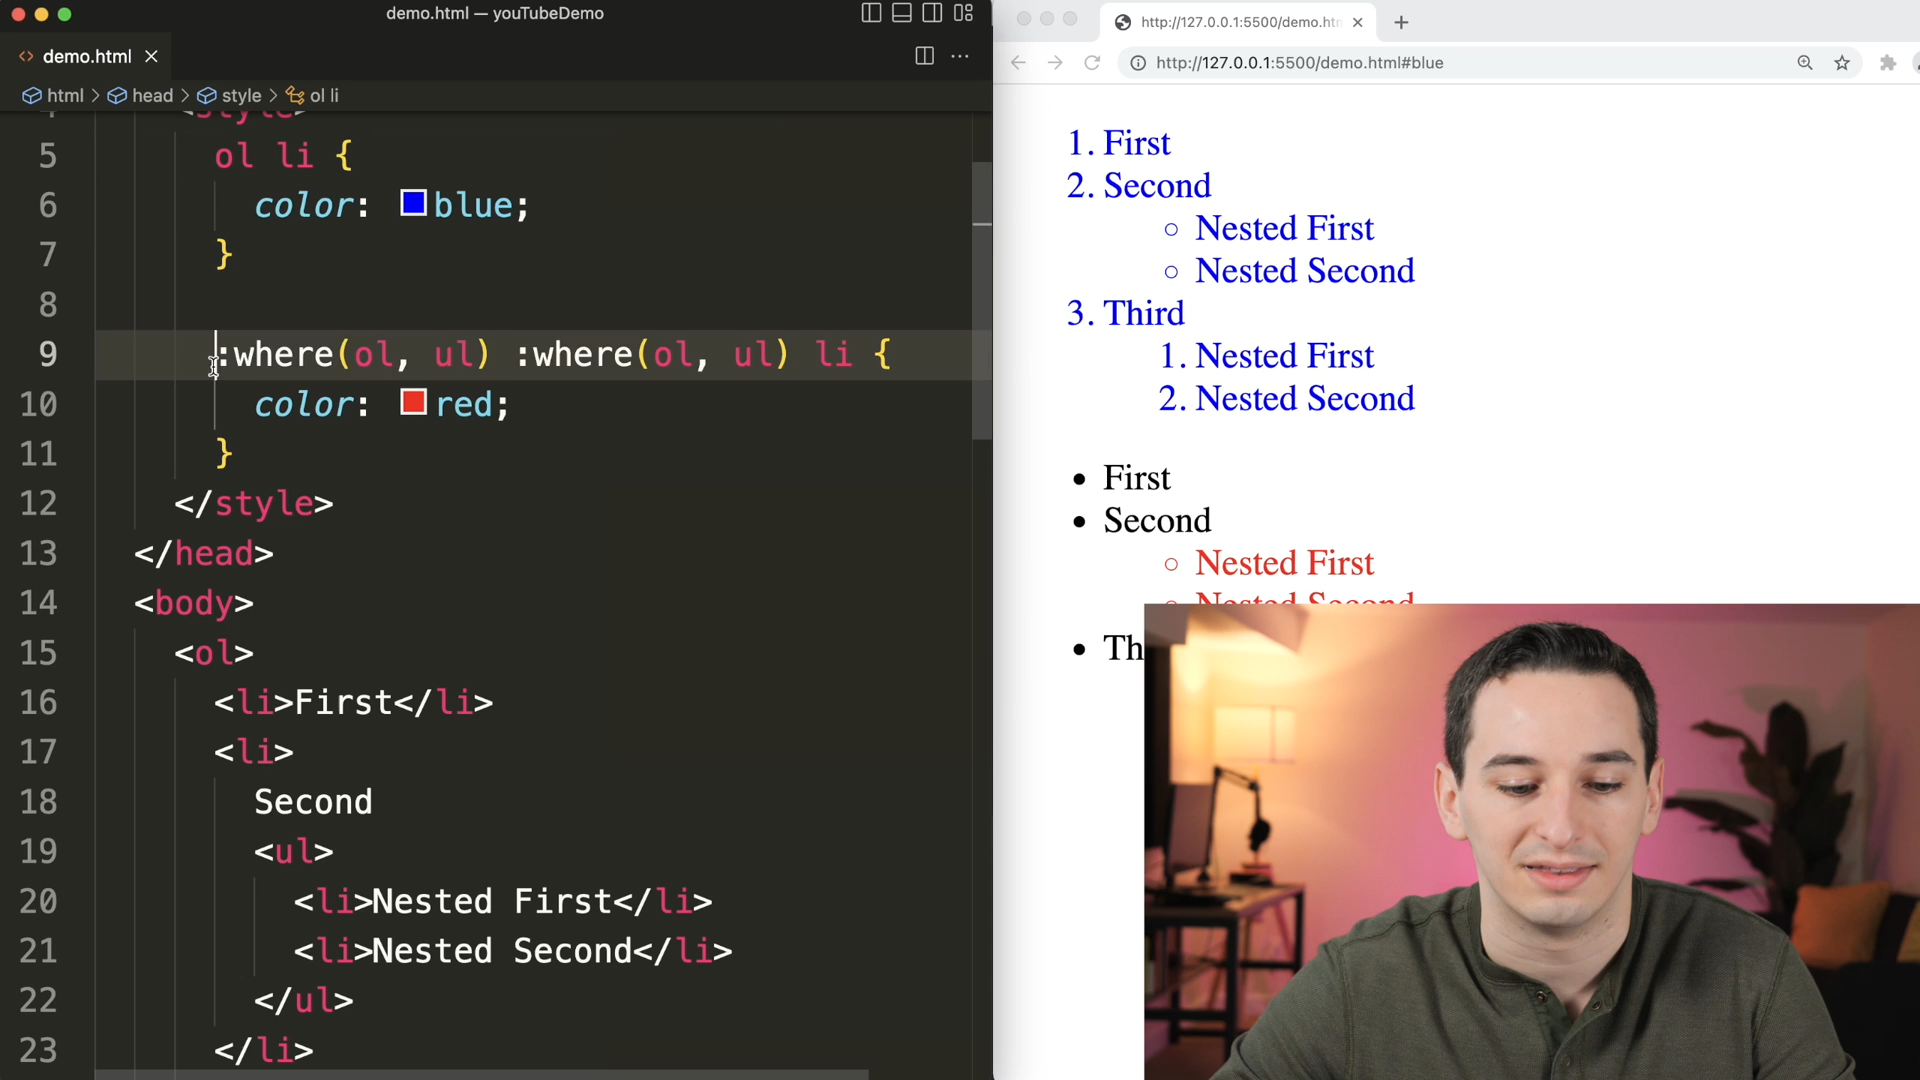 demo.html — youTubeDemo
demo.html
html > head > style > ol li
4 <style>
5 ol li {
6 color: blue;
7 }
8
9 :where(ol, ul) :where(ol, ul) li {
10 color: red;
11 }
12 </style>
13 </head>
14 <body>
15 <ol>
16 <li>First</li>
17 <li>
18 Second
19 <ul>
20 <li>Nested First</li>
21 <li>Nested Second</li>
22 </ul>
23 </li>
http://127.0.0.1:5500/demo.htm
http://127.0.0.1:5500/demo.html#blue
1. First
2. Second
○ Nested First
○ Nested Second
3. Third
1. Nested First
2. Nested Second
• First
• Second
○ Nested First
○ Nested Second
• Th